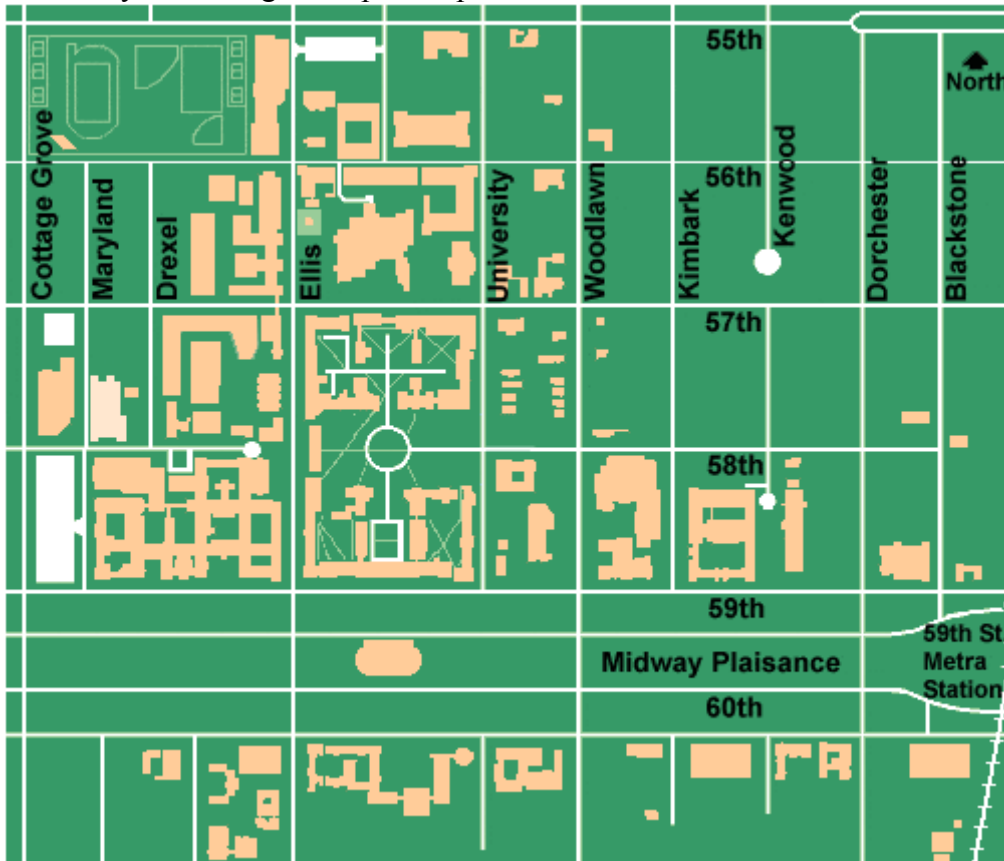 55th
North
Cottage Grove
Maryland
Drexel
Ellis
University
Woodlawn
Kimbark
56th
Kenwood
Dorchester
Blackstone
57th
58th
59th
Midway Plaisance
59th St
Metra
Station
60th